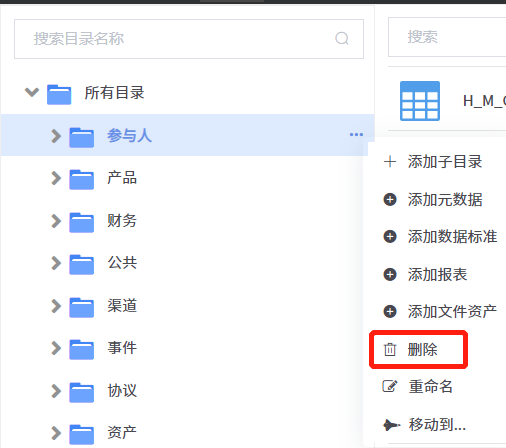 搜索目录名称
所有目录
参与人
产品
财务
公共
渠道
事件
协议
资产
搜索
H_M_
添加子目录
添加元数据
添加数据标准
添加报表
添加文件资产
删除
重命名
移动到...